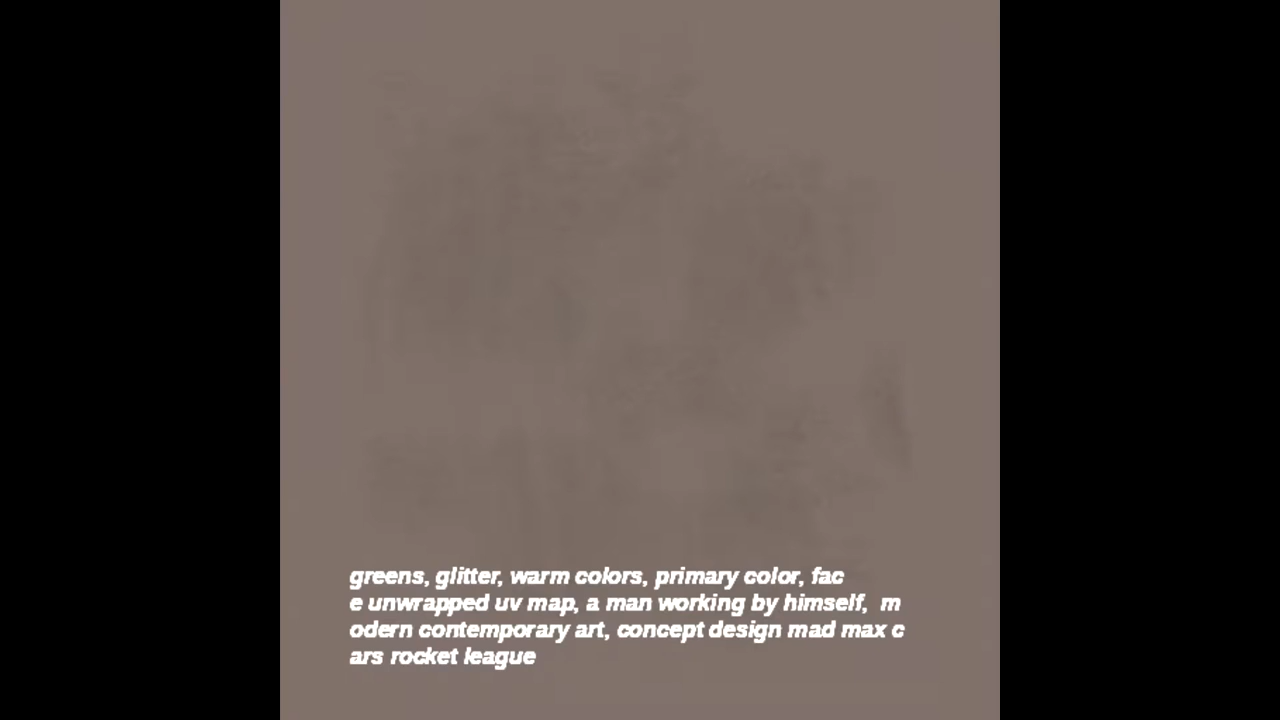 greens, glitter, warm colors, primary color, fac
e unwrapped uv map, a man working by himself,  m
odern contemporary art, concept design mad max c
ars rocket league